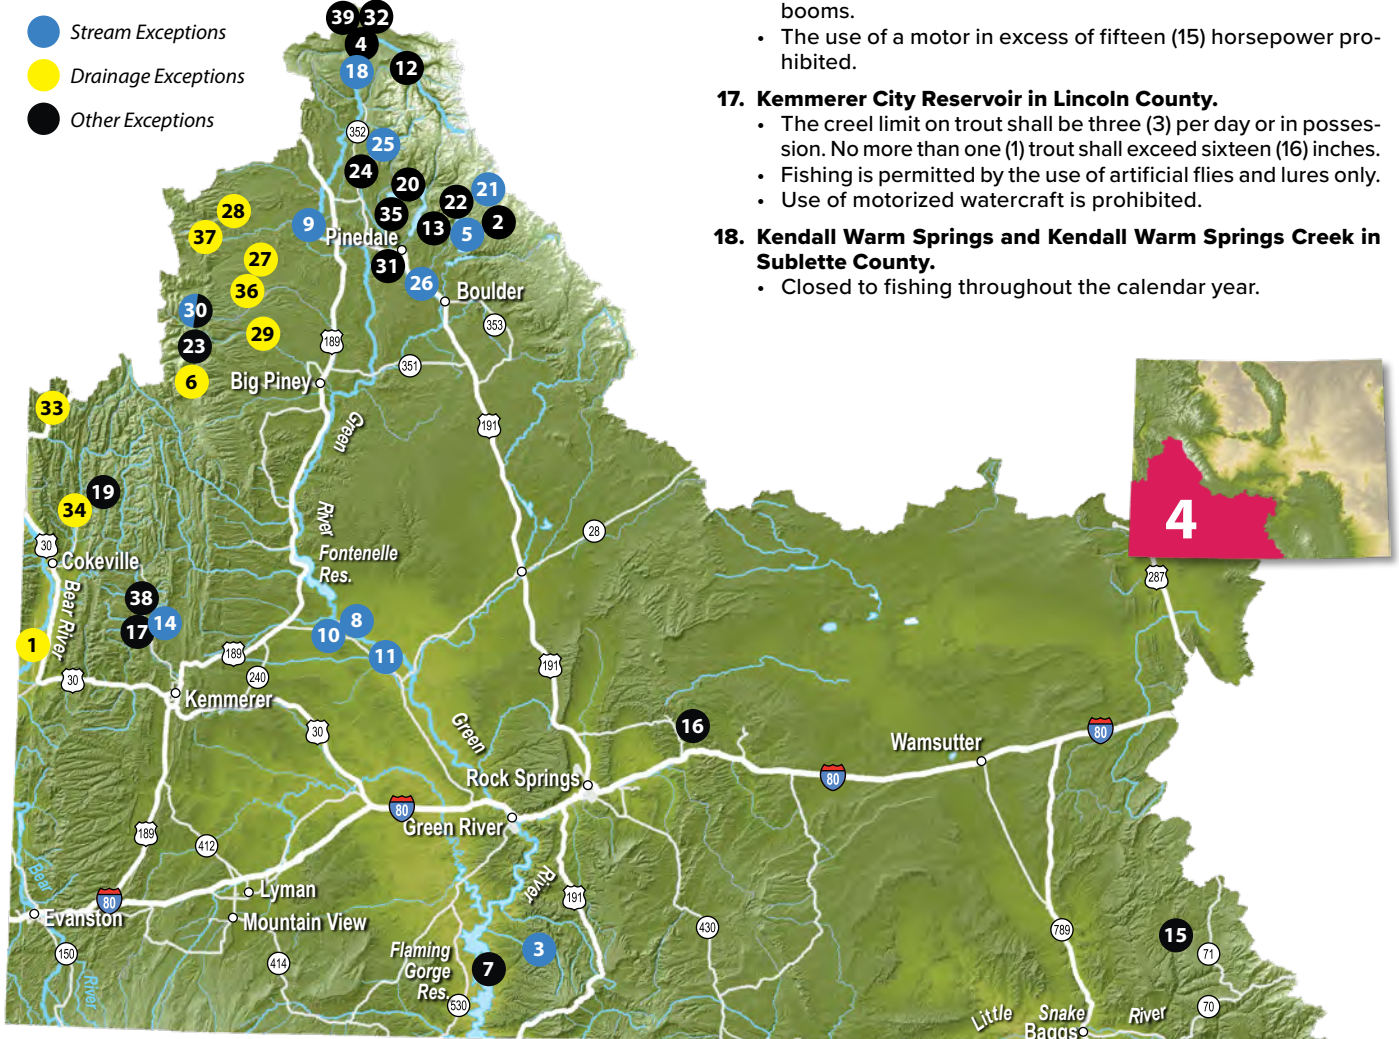 Stream Exceptions
Drainage Exceptions
Other Exceptions
booms.
• The use of a motor in excess of fifteen (15) horsepower pro-
hibited.
17. Kemmerer City Reservoir in Lincoln County.
• The creel limit on trout shall be three (3) per day or in posses-
sion. No more than one (1) trout shall exceed sixteen (16) inches.
• Fishing is permitted by the use of artificial flies and lures only.
• Use of motorized watercraft is prohibited.
18. Kendall Warm Springs and Kendall Warm Springs Creek in
Sublette County.
• Closed to fishing throughout the calendar year.
39 32
4
18 12
352
25
24
20
21
22
28
35
2
9
13
5
37
Pinedale
27
31
26
36
Boulder
30
353
29
189
23
351
6
Big Piney
33
Green
191
19
34
River
28
30
Fontenelle
Res.
Cokeville
4
287
Bear River
38
8
14
17
10
1
189
11
191
240
30
Kemmerer
30
Green
16
80
Wamsutter
Rock Springs
80
80
Green River
189
412
Bear
River
Lyman
191
80
Evanston
Mountain View
430
789
15
150
Flaming
Gorge
Res.
3
71
414
7
River
530
70
Little Snake River
Baggs